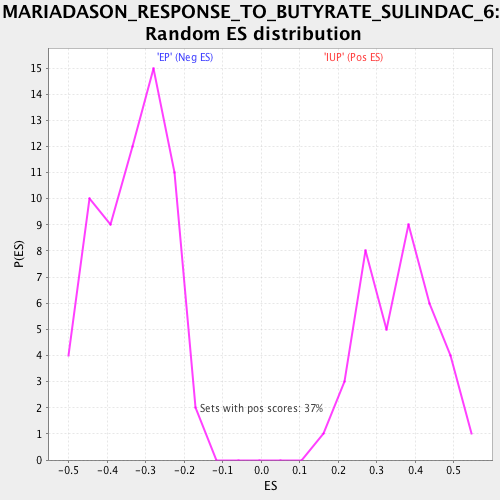 MARIADASON_RESPONSE_TO_BUTYRATE_SULINDAC_6:
Random ES distribution
'EP' (Neg ES) 'IUP' (Pos ES)
15
14
13
12
11
10
9
8
7
6
5
4
3
2
1
0
P(ES)
Sets with pos scores: 37%
-0.5 -0.4 -0.3 -0.2 -0.1 0.0 0.1 0.2 0.3 0.4 0.5
ES